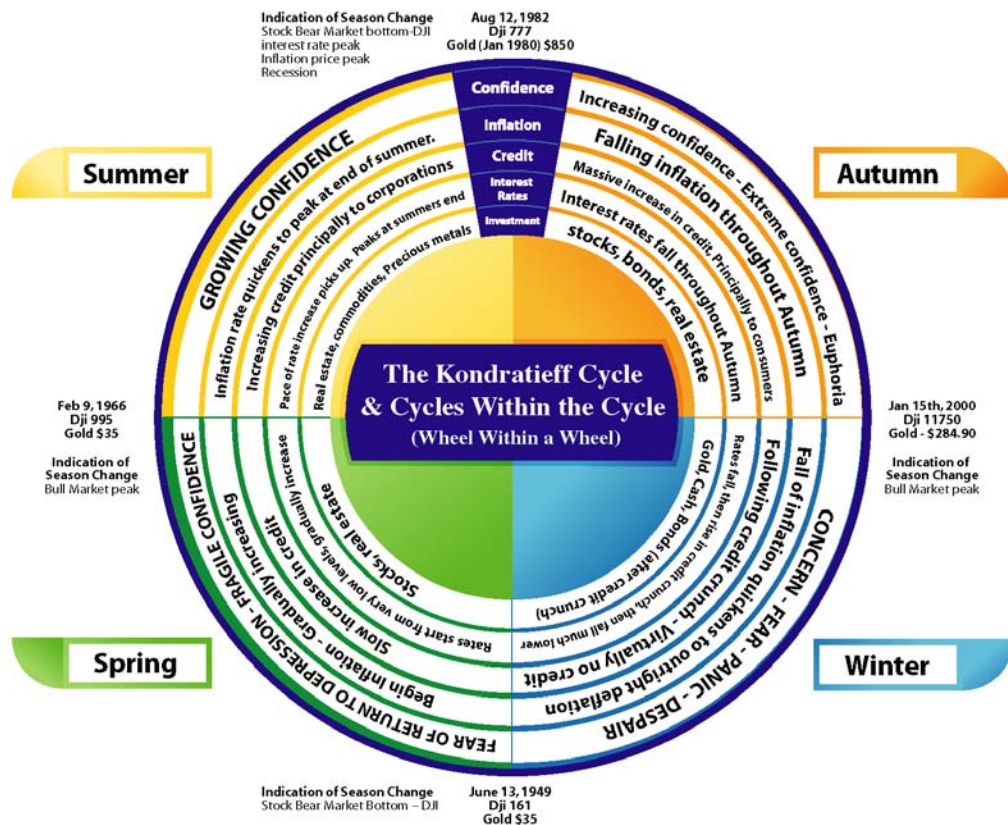 Indication of Season Change
Stock Bear Market bottom-DJI
interest rate peak
Inflation price peak
Recession
Aug 12, 1982
Dji 777
Gold (Jan 1980) $850
Confidence
Inflation
Credit
Interest
Rates
Investment
Summer
GROWING CONFIDENCE
Inflation rate quickens to peak at end of summer.
Increasing credit principally to corporations
Pace of rate increase picks up. Peaks at summers end
Real estate, commodities, Precious metals
Autumn
Increasing confidence - Extreme confidence - Euphoria
Falling inflation throughout Autumn
Massive increase in credit, Principally to consumers
Interest rates fall throughout Autumn
stocks, bonds, real estate
The Kondratieff Cycle
& Cycles Within the Cycle
(Wheel Within a Wheel)
Feb 9, 1966
Dji 995
Gold $35
Indication of
Season Change
Bull Market peak
Jan 15th, 2000
Dji 11750
Gold - $284.90
Indication of
Season Change
Bull Market peak
Spring
FEAR OF RETURN TO DEPRESSION - FRAGILE CONFIDENCE
Begin Inflation - Gradually increasing
Slow increase in credit
Rates start from very low levels, gradually increase
Stocks, real estate
Winter
CONCERN - FEAR - PANIC - DESPAIR
Fall of inflation quickens to outright deflation
Following credit crunch - Virtually no credit
Rates fall, then rise in credit crunch, then fall much lower
Gold, Cash, Bonds (after credit crunch)
Indication of Season Change
Stock Bear Market Bottom – DJI
June 13, 1949
Dji 161
Gold $35